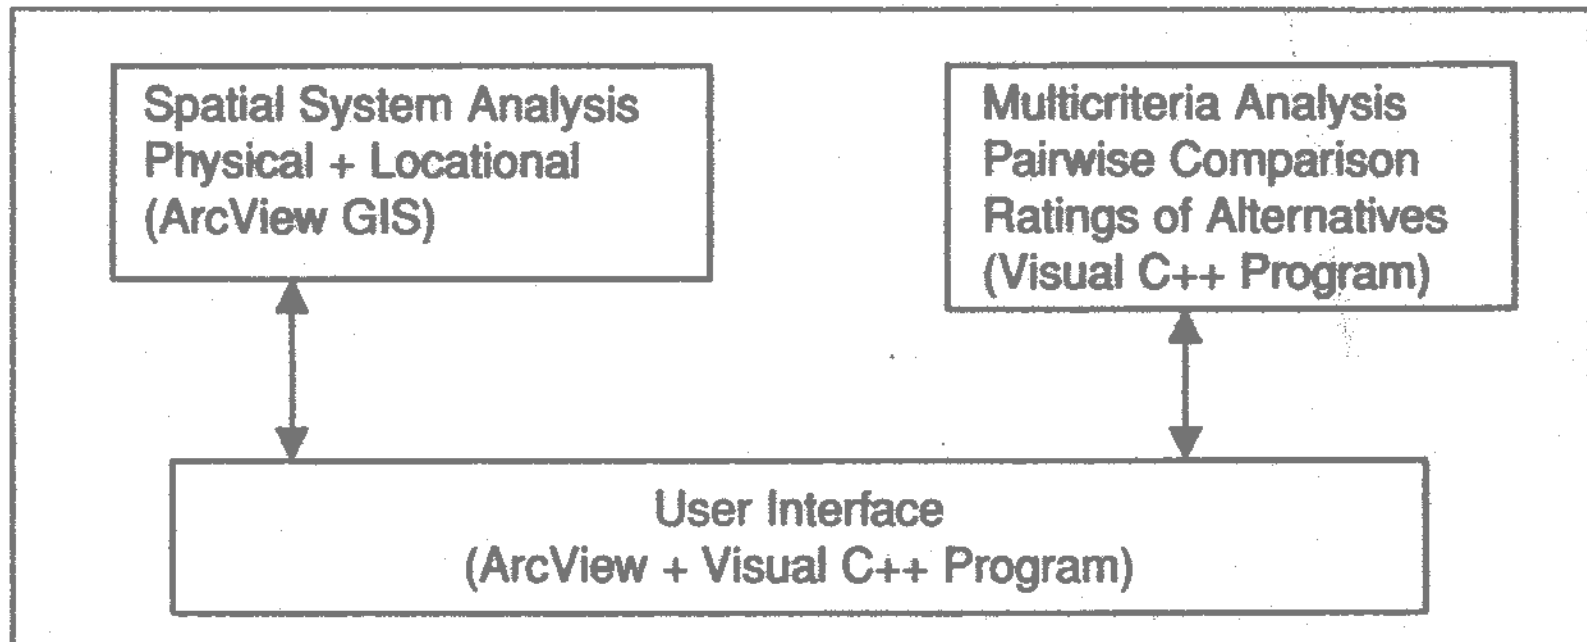 Spatial System Analysis
Physical + Locational
(ArcView GIS)
Multicriteria Analysis
Pairwise Comparison
Ratings of Alternatives
(Visual C++ Program)
User Interface
(ArcView + Visual C++ Program)